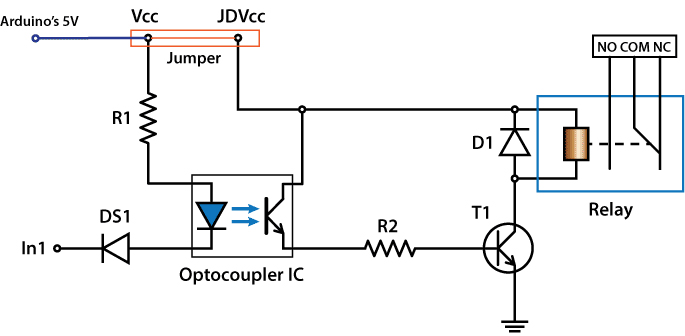 Arduino's 5V
Vcc
JDVcc
Jumper
NO COM NC
R1
D1
DS1
In1
Optocoupler IC
R2
T1
Relay